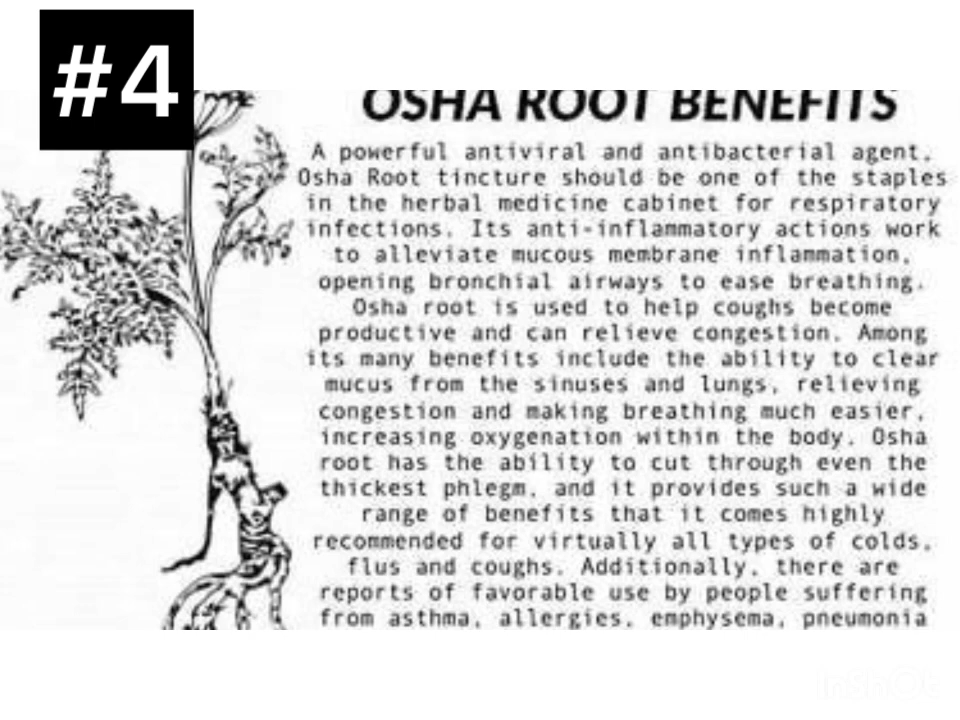 #4
OSHA ROOT BENEFITS
A powerful antiviral and antibacterial agent,
Osha Root tincture should be one of the staples
in the herbal medicine cabinet for respiratory
infections. Its anti-inflammatory actions work
to alleviate mucous membrane inflammation,
opening bronchial airways to ease breathing.
Osha root is used to help coughs become
productive and can relieve congestion. Among
its many benefits include the ability to clear
mucus from the sinuses and lungs, relieving
congestion and making breathing much easier,
increasing oxygenation within the body. Osha
root has the ability to cut through even the
thickest phlegm, and it provides such a wide
range of benefits that it comes highly
recommended for virtually all types of colds,
flus and coughs. Additionally, there are
reports of favorable use by people suffering
from asthma, allergies, emphysema, pneumonia
InShOt